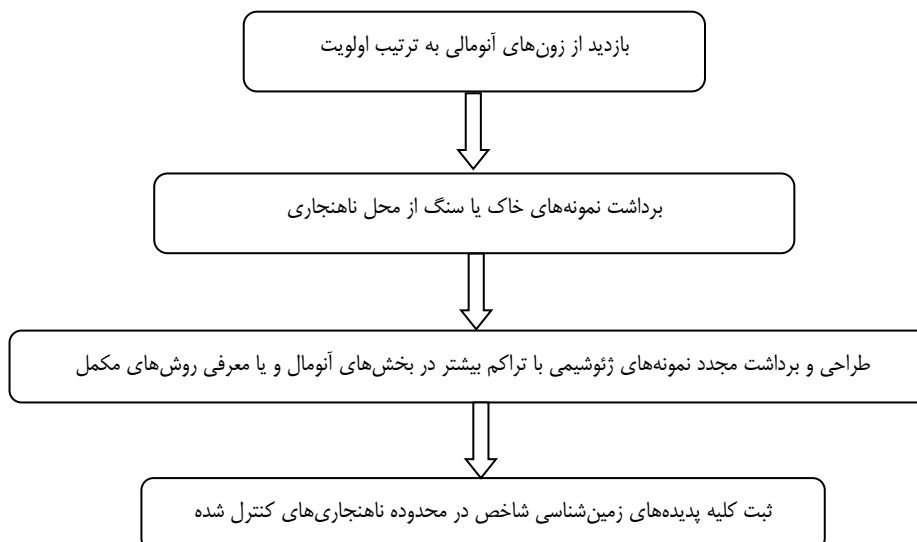 بازدید از زون‌های آنومالی به ترتیب اولویت
برداشت نمونه‌های خاک یا سنگ از محل ناهنجاری
طراحی و برداشت مجدد نمونه‌های ژئوشیمی با تراکم بیشتر در بخش‌های آنومال و یا معرفی روش‌های مکمل
ثبت کلیه پدیده‌های زمین‌شناسی شاخص در محدوده ناهنجاری‌های کنترل شده